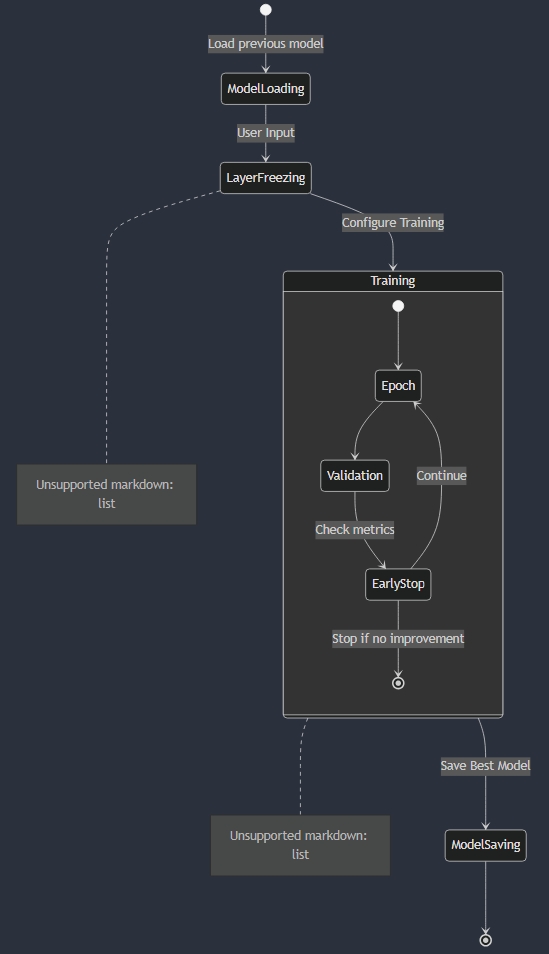 Load previous model
ModelLoading
User Input
LayerFreezing
Configure Training
Training
Epoch
Validation
Continue
Unsupported markdown:
list
Check metrics
EarlyStop
Stop if no improvement
Save Best Model
Unsupported markdown:
list
ModelSaving